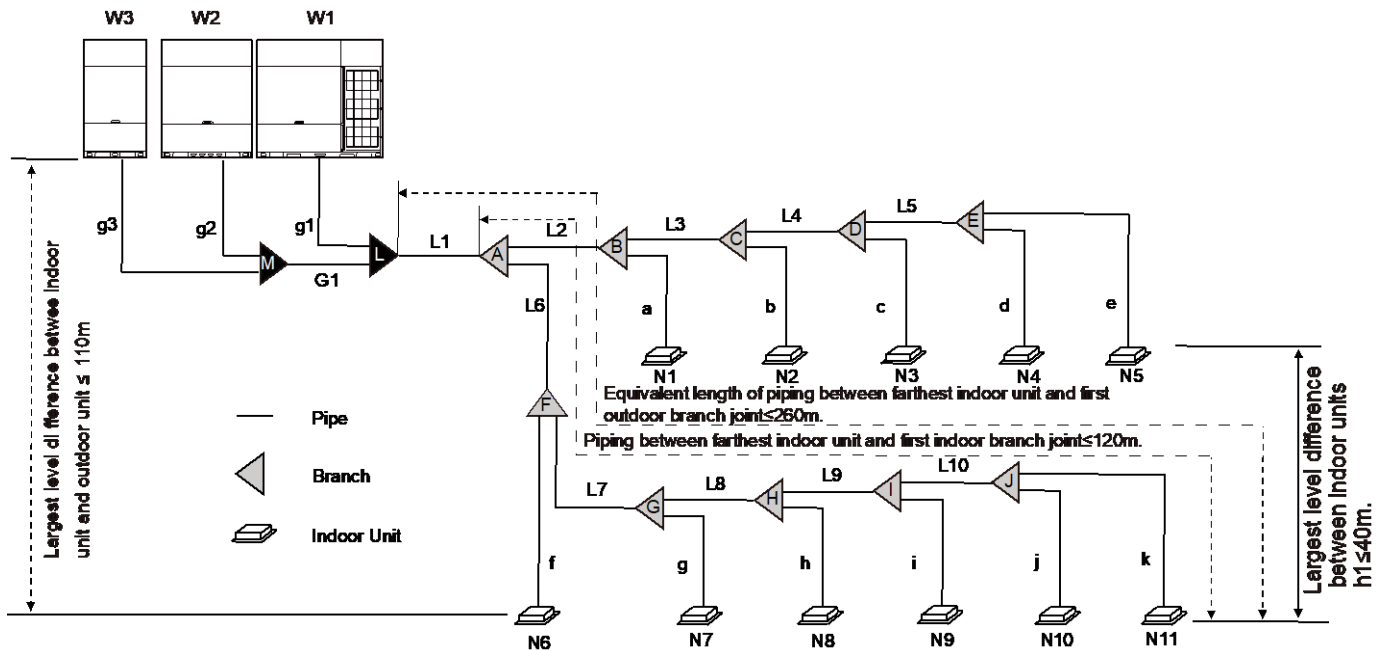 W3
W2
W1
g3
g2
g1
M
L
G1
L1
A
L2
B
L3
C
L4
D
L5
E
L6
a
b
c
d
e
N1
N2
N3
N4
N5
Equivalent length of piping between farthest indoor unit and first
outdoor branch joint≤260m.
Piping between farthest indoor unit and first indoor branch joint≤120m.
F
L7
G
L8
H
L9
I
L10
J
f
g
h
i
j
k
N6
N7
N8
N9
N10
N11
Pipe
Branch
Indoor Unit
Largest level di fference betwee Indoor
unit and outdoor unit ≤ 110m
Largest level difference
between Indoor units
h1≤40m.